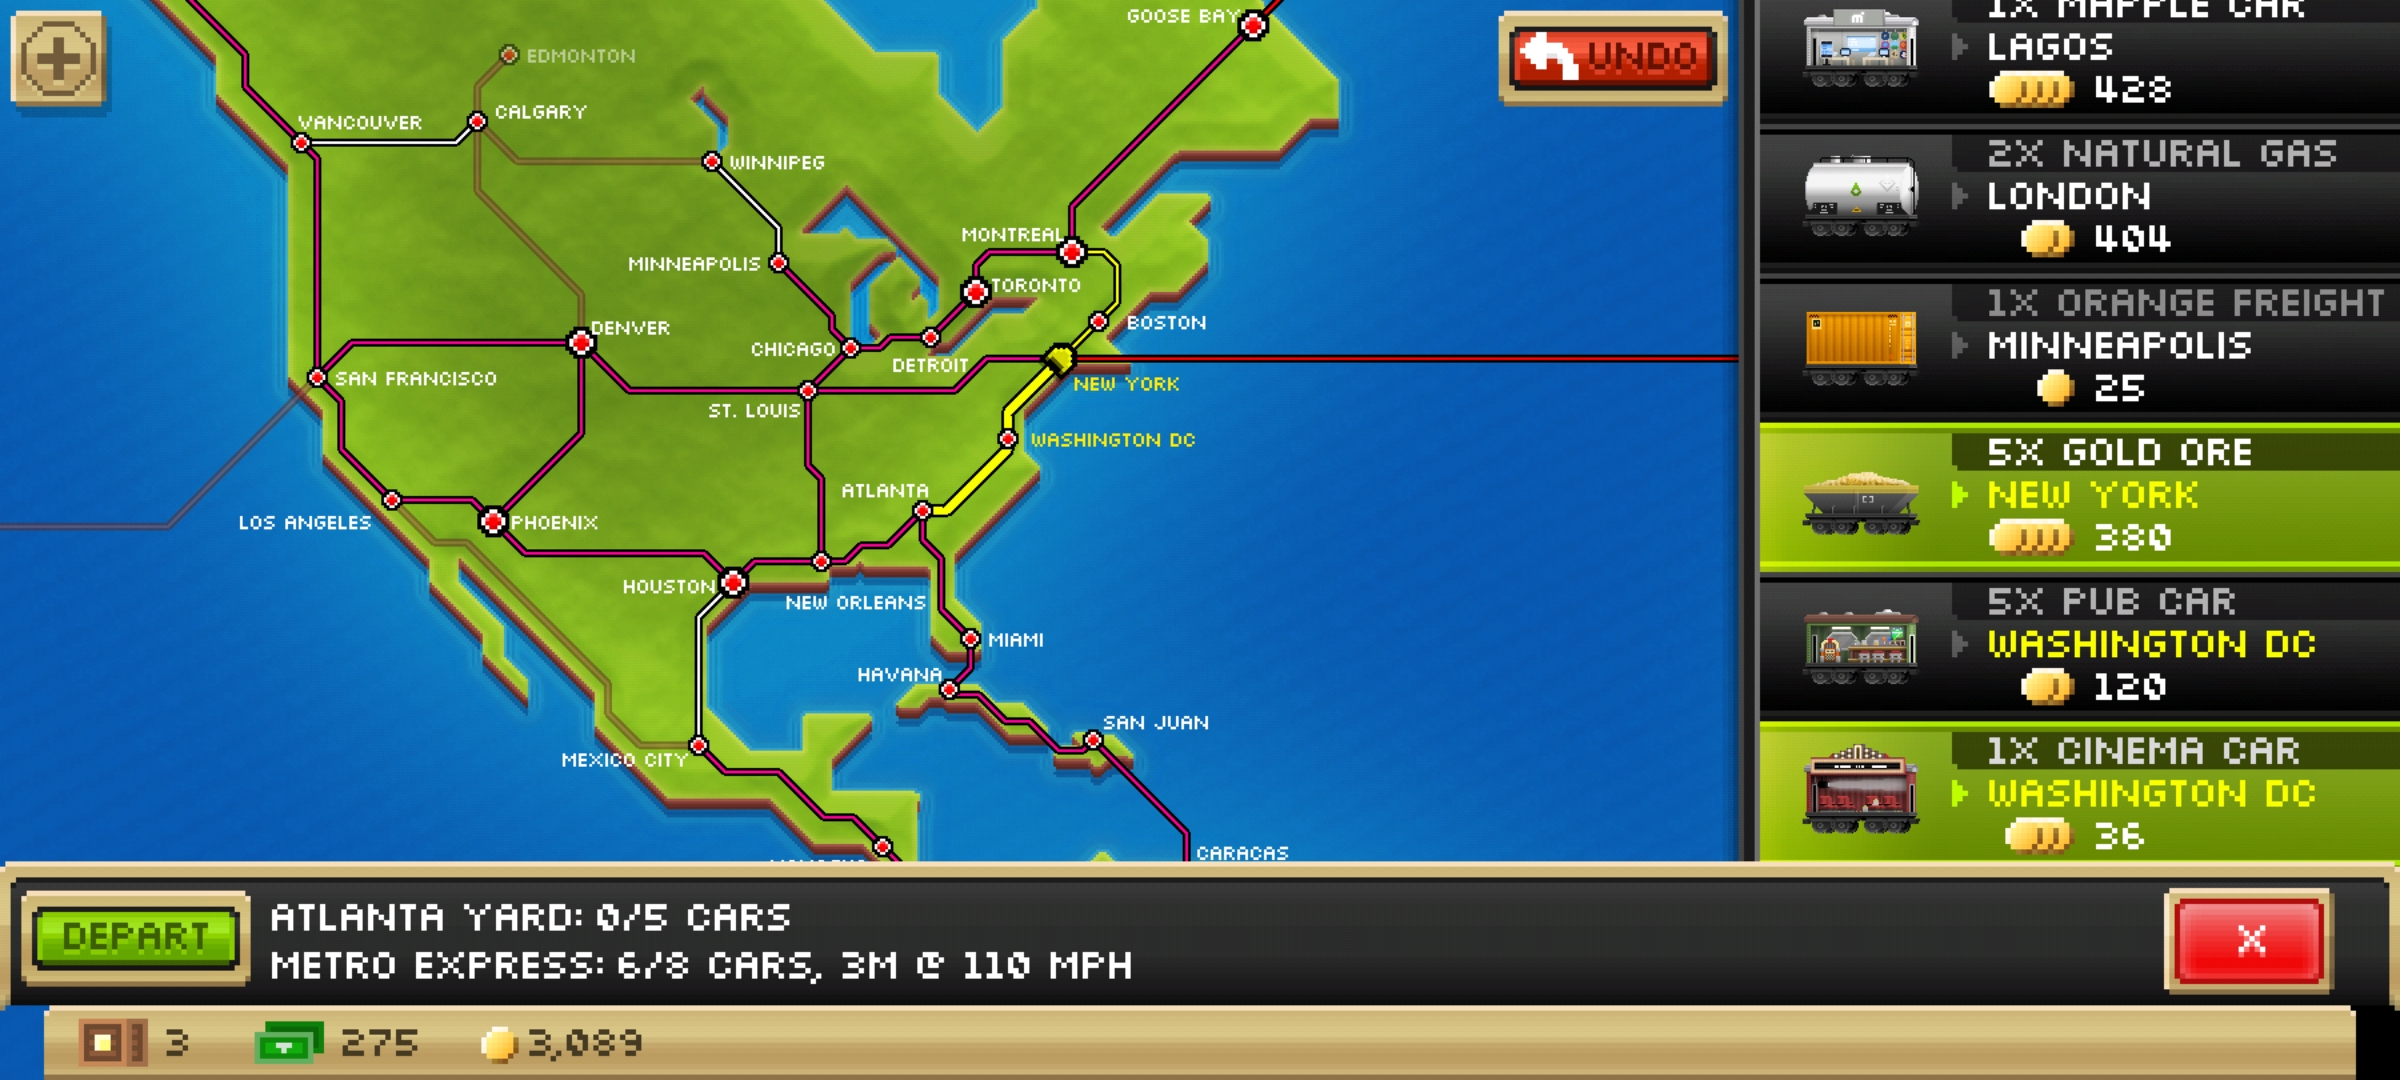 GOOSE BAY
EDMONTON
UNDO
CALGARY
VANCOUVER
WINNIPEG
MONTREAL
MINNEAPOLIS
TORONTO
BOSTON
DENVER
CHICAGO
DETROIT
SAN FRANCISCO
NEW YORK
ST. LOUIS
WASHINGTON DC
ATLANTA
LOS ANGELES
PHOENIX
HOUSTON
NEW ORLEANS
MIAMI
HAVANA
SAN JUAN
MEXICO CITY
CARACAS
1X MAPPLE CAR
LAGOS
428
2X NATURAL GAS
LONDON
404
1X ORANGE FREIGHT
MINNEAPOLIS
25
5X GOLD ORE
NEW YORK
380
5X PUB CAR
WASHINGTON DC
120
1X CINEMA CAR
WASHINGTON DC
36
DEPART
ATLANTA YARD: 0/5 CARS
METRO EXPRESS: 6/8 CARS, 3M @ 110 MPH
X
3
275
3,089